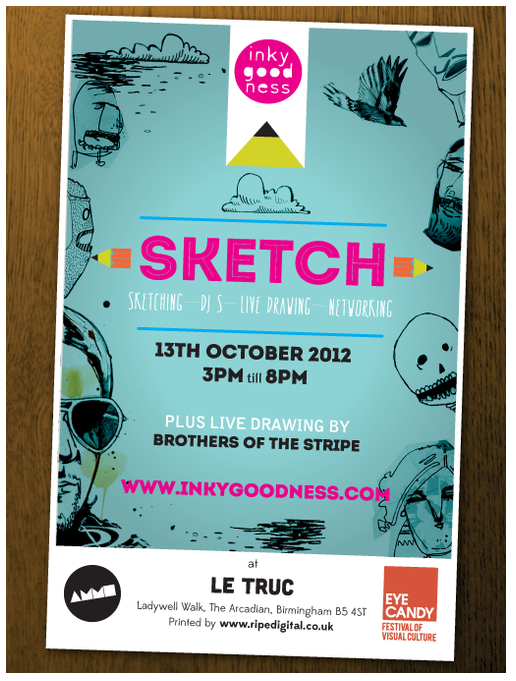 inky
good
ness
SKETCH
SKETCHING — DJ S — LIVE DRAWING — NETWORKING
13TH OCTOBER 2012
3PM till 8PM
PLUS LIVE DRAWING BY
BROTHERS OF THE STRIPE
WWW.INKYGOODNESS.COM
at
LE TRUC
Ladywell Walk, The Arcadian, Birmingham B5 4ST
Printed by www.ripedigital.co.uk
EYE
CANDY
FESTIVAL OF
VISUAL CULTURE